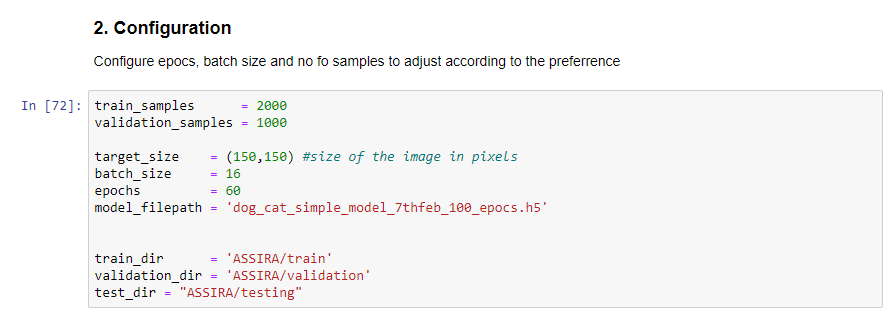 2. Configuration
Configure epocs, batch size and no fo samples to adjust according to the preferrence
In [72]:
train_samples      = 2000
validation_samples = 1000
target_size    = (150,150) #size of the image in pixels
batch_size     = 16
epochs         = 60
model_filepath = 'dog_cat_simple_model_7thfeb_100_epocs.h5'
train_dir      = 'ASSIRA/train'
validation_dir = 'ASSIRA/validation'
test_dir = "ASSIRA/testing"